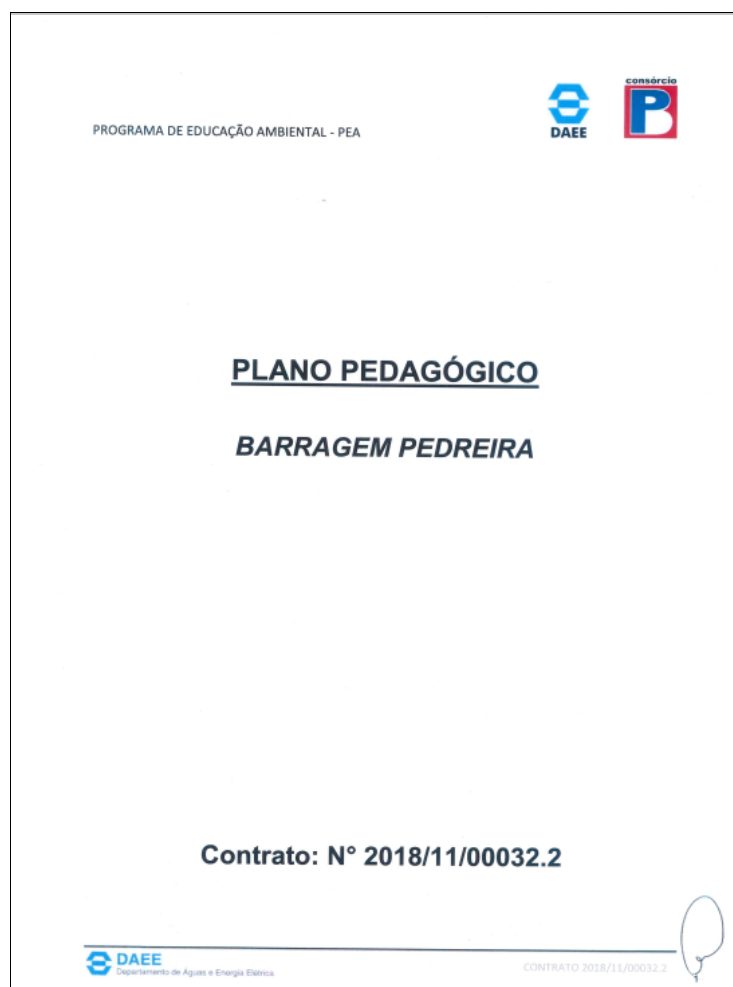 consórcio
PB
DAEE
PROGRAMA DE EDUCAÇÃO AMBIENTAL - PEA
PLANO PEDAGÓGICO
BARRAGEM PEDREIRA
Contrato: N° 2018/11/00032.2
DAEE
Departamento de Águas e Energia Elétrica
CONTRATO 2018/11/00032.2